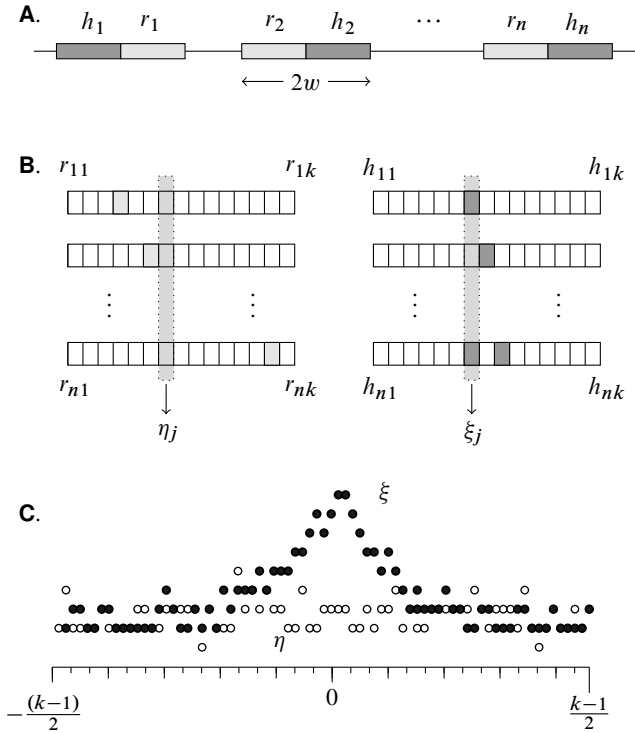 A. h₁ r₁ r₂ h₂ ⋯ rₙ hₙ
2w
B. r₁₁ r₁ₖ h₁₁ h₁ₖ
⋮ ⋮ ⋮ ⋮
rₙ₁ rₙₖ hₙ₁ hₙₖ
ηⱼ ξⱼ
C. ξ
η
−(k−1)/2 0 k−1/2